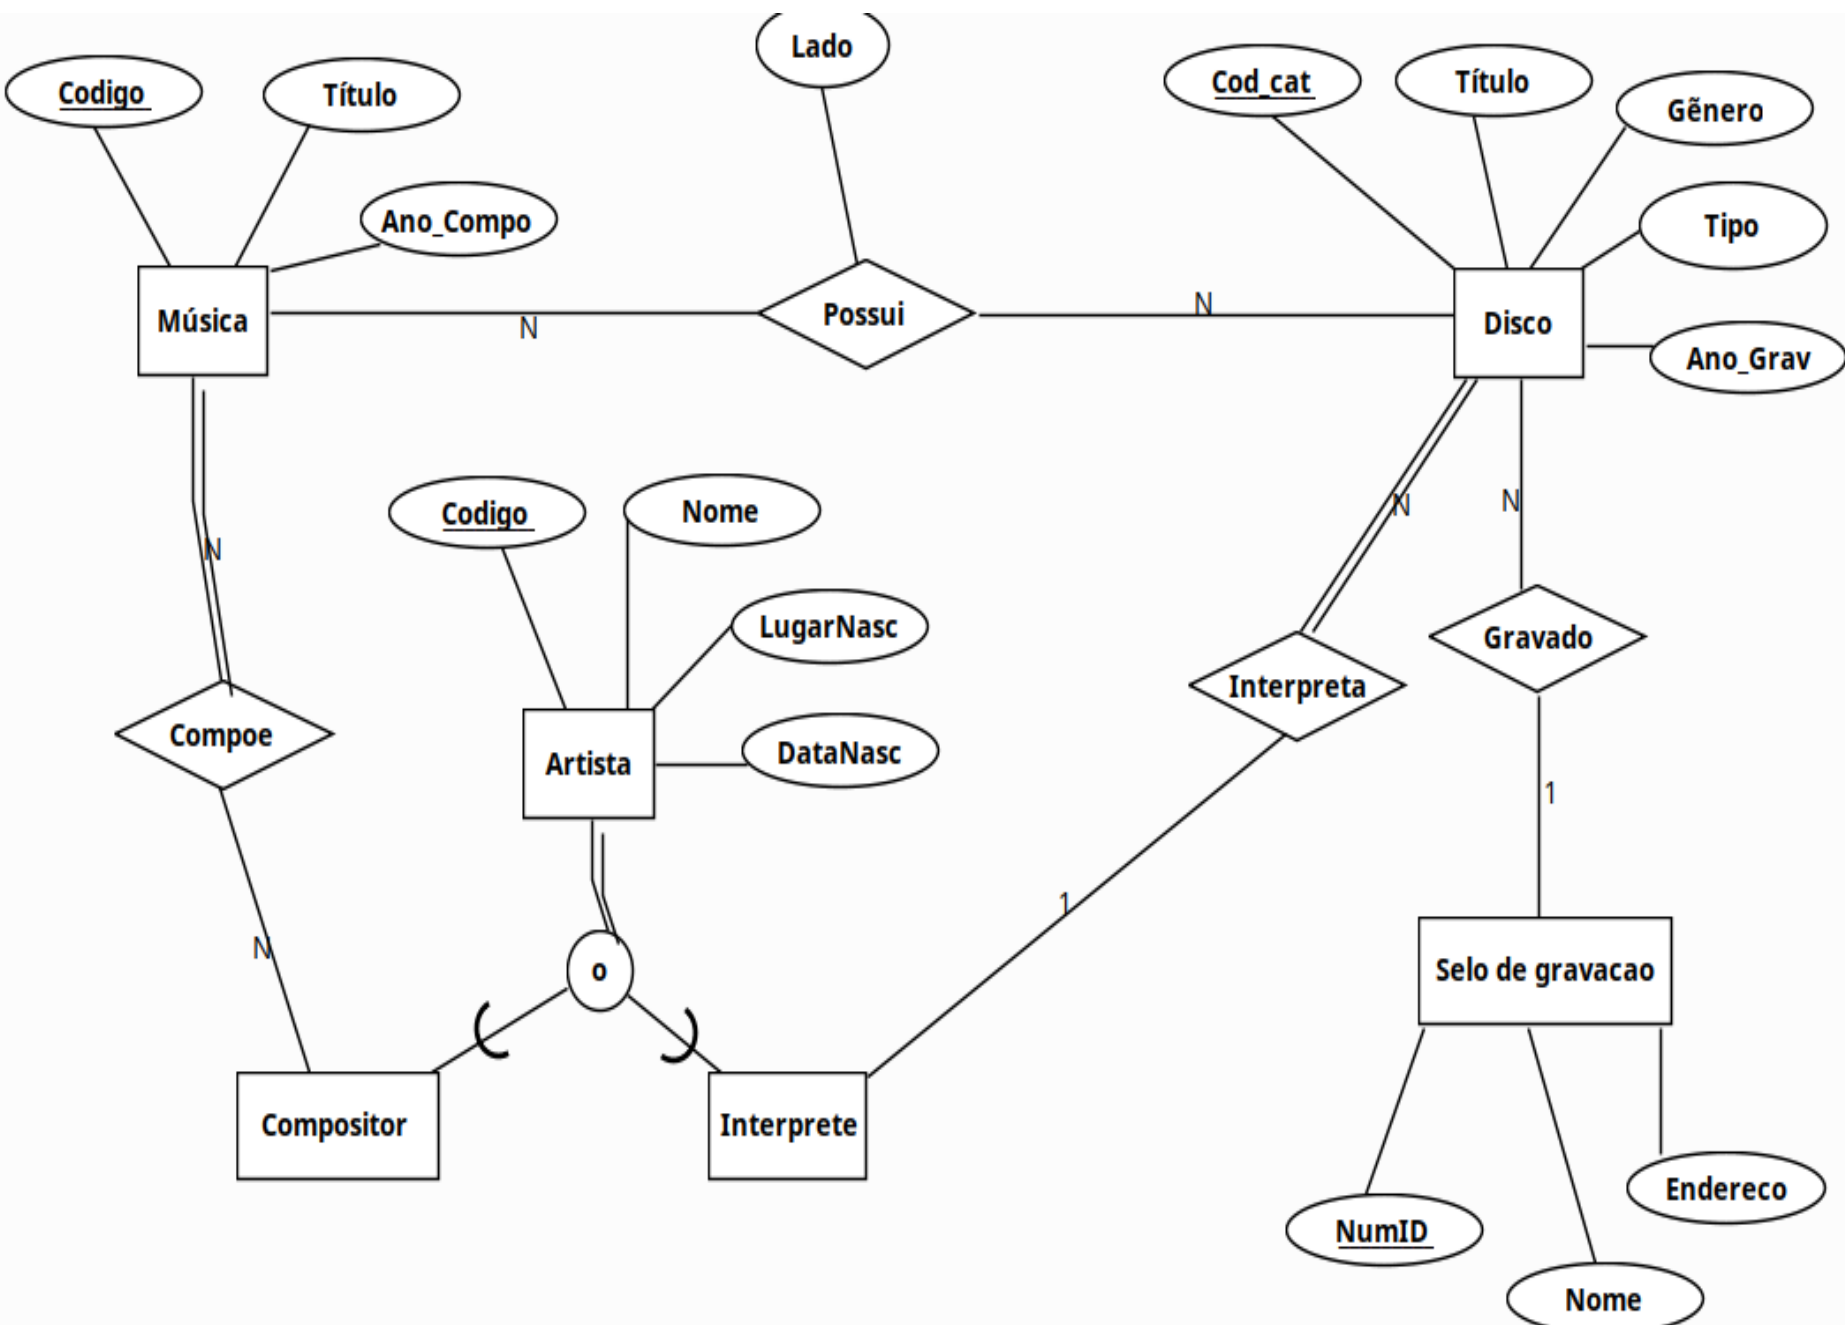 Lado
Codigo
Título
Cod_cat
Título
Gẽnero
Ano_Compo
Tipo
Música
N
Possui
N
Disco
Ano_Grav
Codigo
Nome
N
N
N
LugarNasc
Gravado
Interpreta
Compoe
Artista
DataNasc
1
1
N
o
Selo de gravacao
Compositor
Interprete
Endereco
NumID
Nome